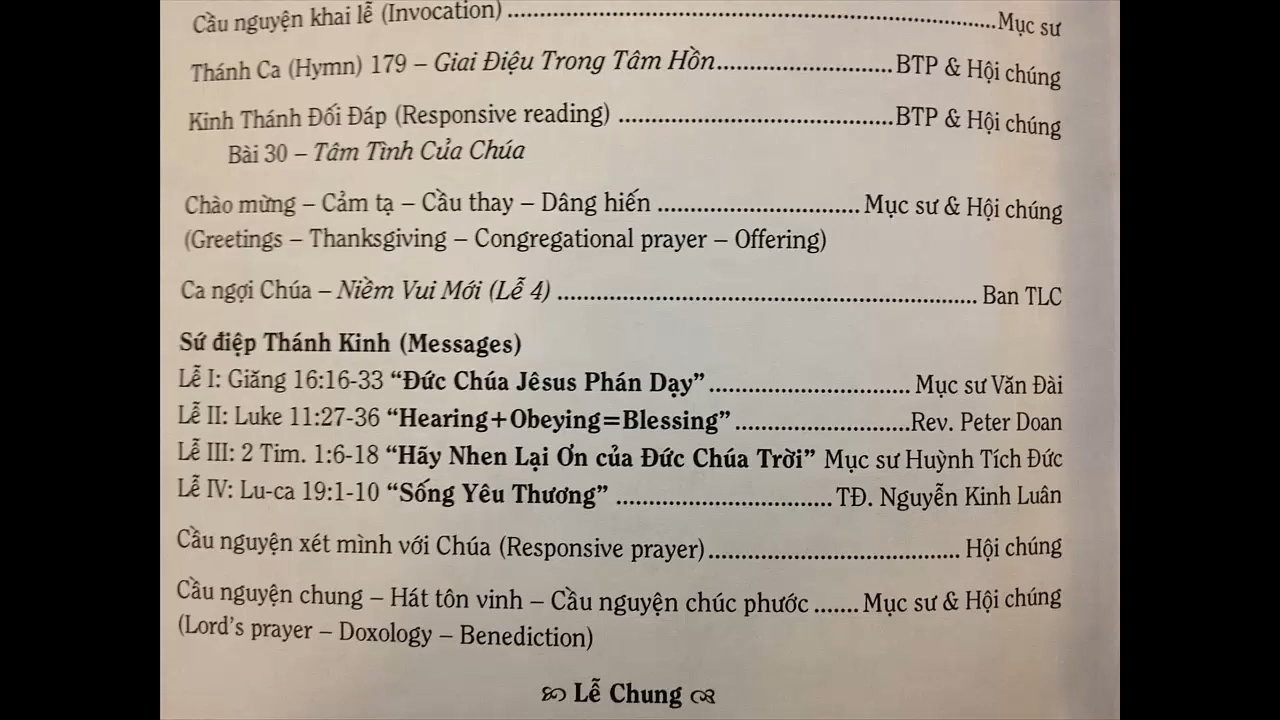 Cầu nguyện khai lễ (Invocation) ........................................................................Mục sư
Thánh Ca (Hymn) 179 – Giai Điệu Trong Tâm Hồn..........................BTP & Hội chúng
Kinh Thánh Đối Đáp (Responsive reading) .........................................BTP & Hội chúng
Bài 30 – Tâm Tình Của Chúa
Chào mừng – Cảm tạ – Cầu thay – Dâng hiến ..............................Mục sư & Hội chúng
(Greetings – Thanksgiving – Congregational prayer – Offering)
Ca ngợi Chúa – Niềm Vui Mới (Lễ 4) ............................................................... Ban TLC
Sứ điệp Thánh Kinh (Messages)
Lễ I: Giăng 16:16-33 “Đức Chúa Jêsus Phán Dạy”.............................. Mục sư Văn Đài
Lễ II: Luke 11:27-36 “Hearing+Obeying=Blessing”..........................Rev. Peter Doan
Lễ III: 2 Tim. 1:6-18 “Hãy Nhen Lại Ơn của Đức Chúa Trời” Mục sư Huỳnh Tích Đức
Lễ IV: Lu-ca 19:1-10 “Sống Yêu Thương” ................................TĐ. Nguyễn Kinh Luân
Cầu nguyện xét mình với Chúa (Responsive prayer)...................................... Hội chúng
Cầu nguyện chung – Hát tôn vinh – Cầu nguyện chúc phước .......Mục sư & Hội chúng
(Lord’s prayer – Doxology – Benediction)
Lễ Chung